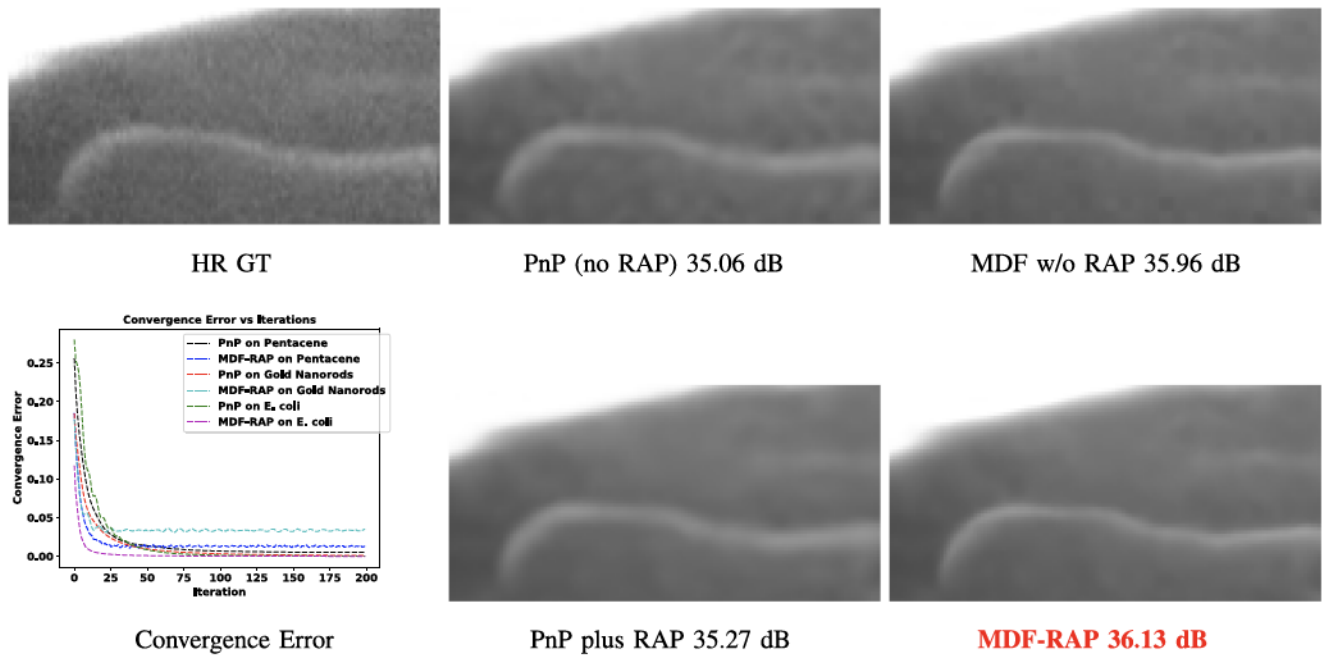 HR GT
PnP (no RAP) 35.06 dB
MDF w/o RAP 35.96 dB
Convergence Error vs Iterations
PnP on Pentacene
MDF-RAP on Pentacene
PnP on Gold Nanorods
MDF-RAP on Gold Nanorods
PnP on E. coli
MDF-RAP on E. coli
Convergence Error
0.25
0.20
0.15
0.10
0.05
0.00
0 25 50 75 100 125 150 175 200
Iteration
Convergence Error
PnP plus RAP 35.27 dB
MDF-RAP 36.13 dB